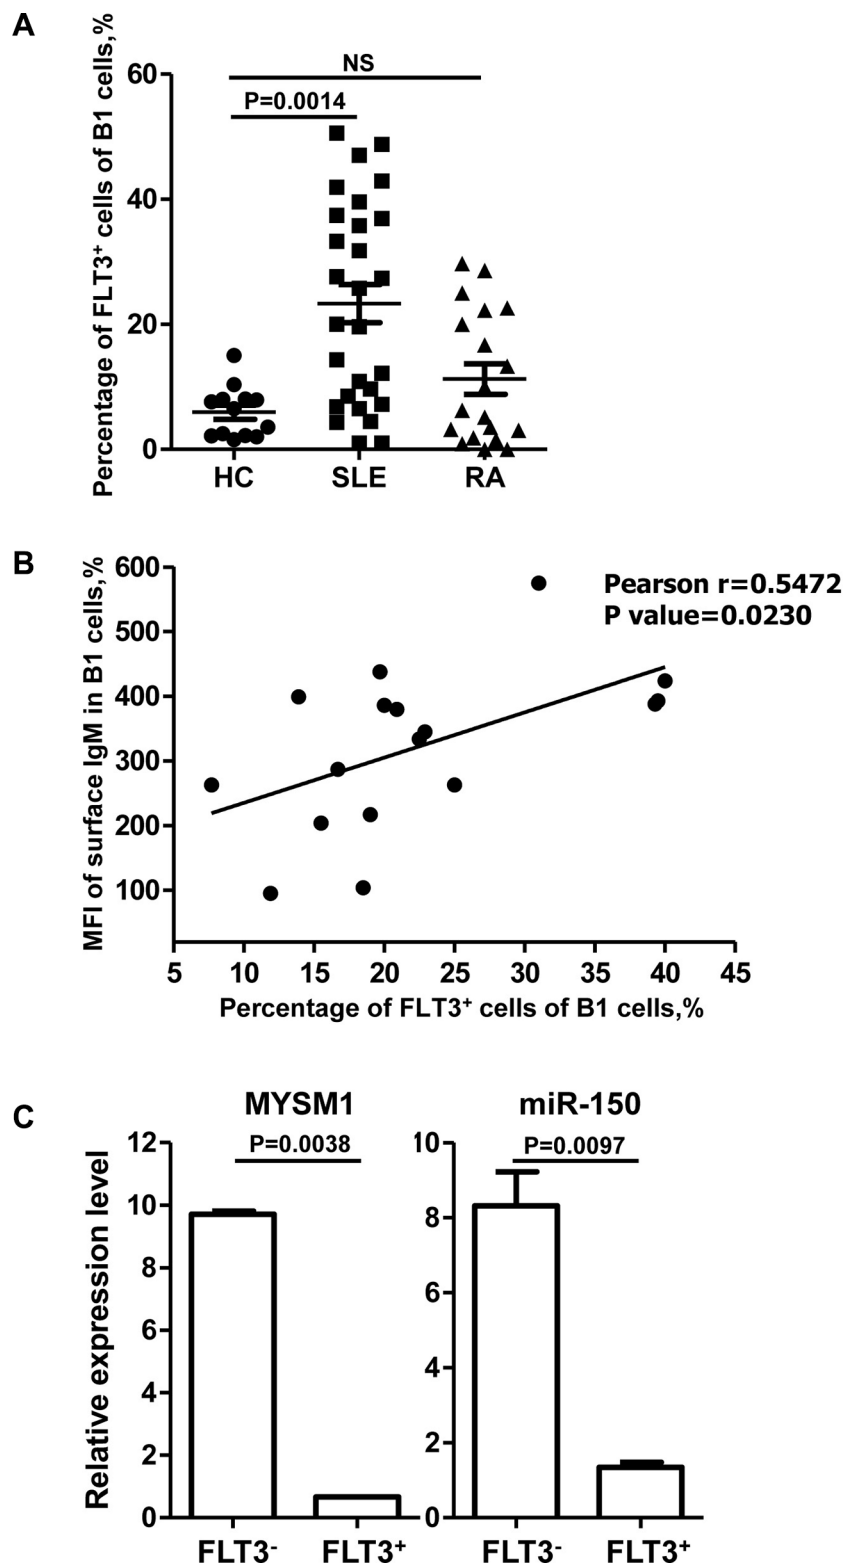 A
Percentage of FLT3⁺ cells of B1 cells,%
60
40
20
0
NS
P=0.0014
HC SLE RA
B
MFI of surface IgM in B1 cells,%
600
500
400
300
200
100
Pearson r=0.5472
P value=0.0230
5 10 15 20 25 30 35 40 45
Percentage of FLT3⁺ cells of B1 cells,%
C
MYSM1
Relative expression level
12
10
8
6
4
2
0
P=0.0038
FLT3⁻ FLT3⁺
miR-150
10
8
6
4
2
0
P=0.0097
FLT3⁻ FLT3⁺